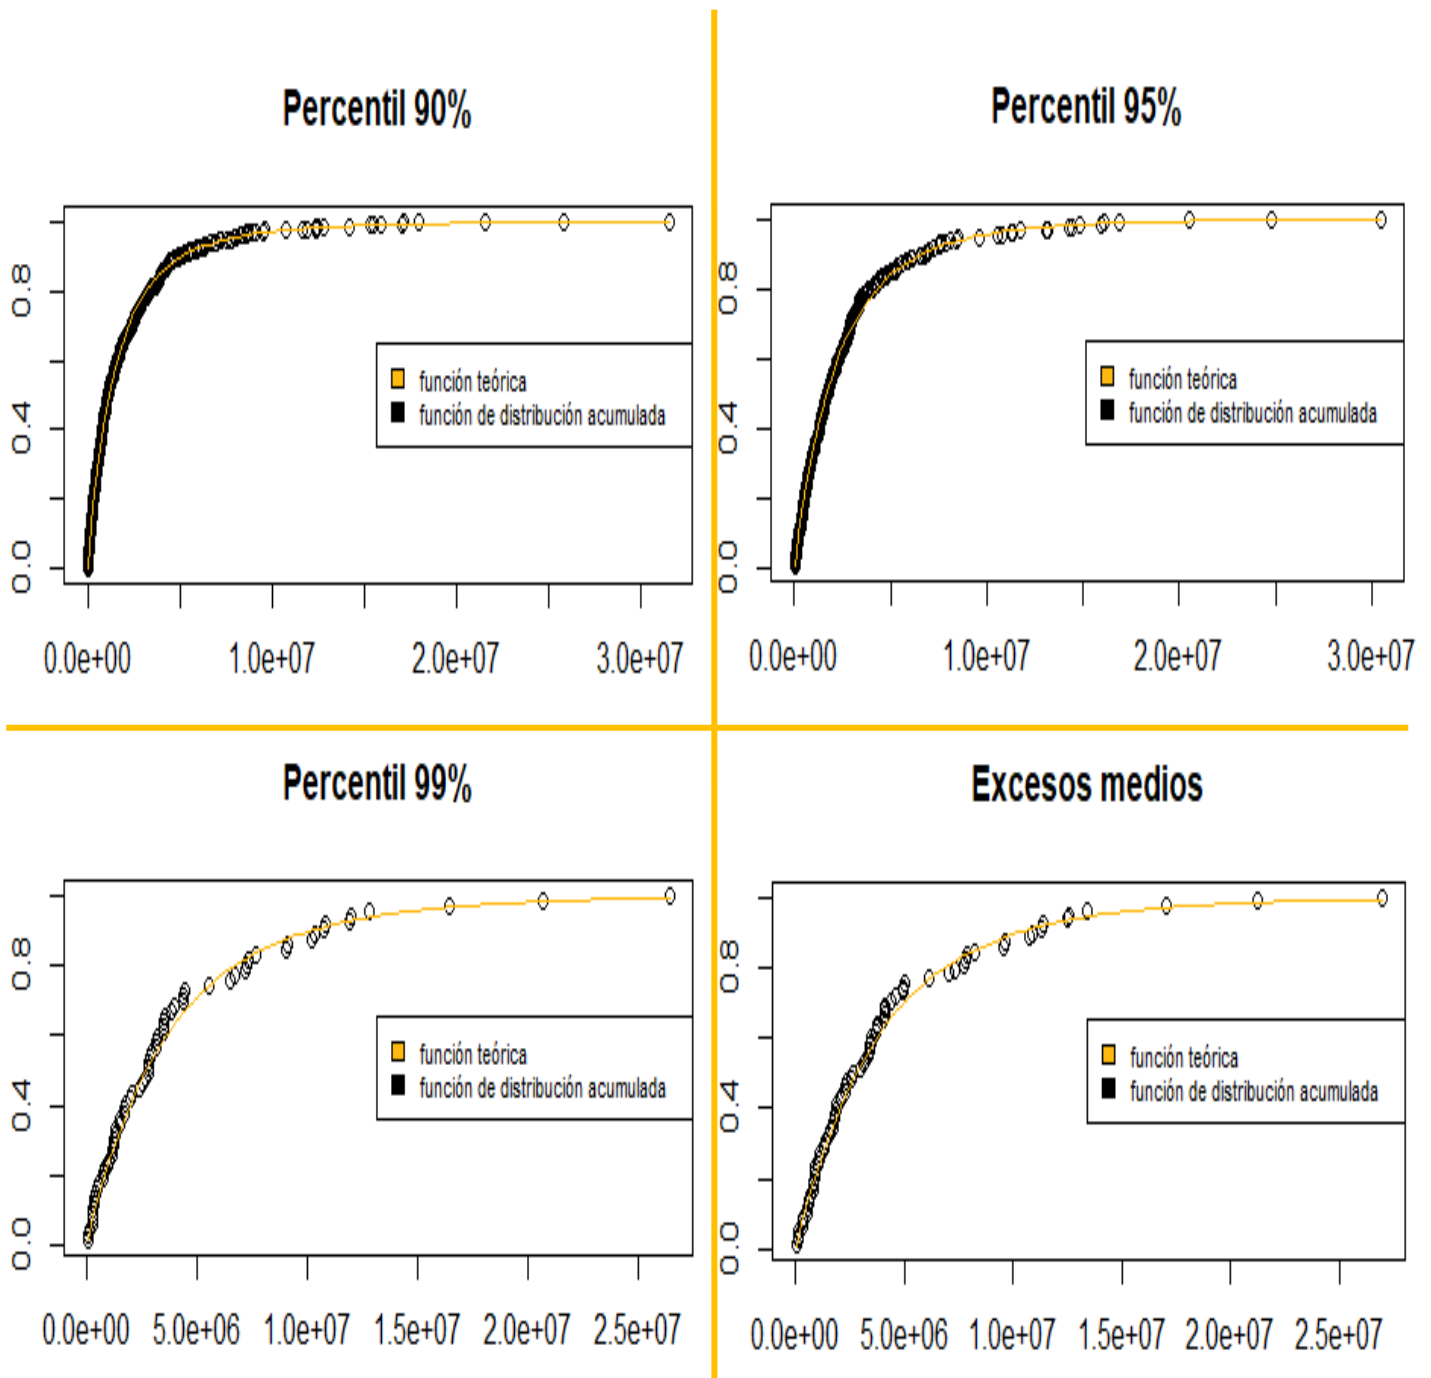 Percentil 90%
0.8
0.4
0.0
función teórica
función de distribución acumulada
0.0e+00 1.0e+07 2.0e+07 3.0e+07
Percentil 95%
0.8
0.4
0.0
función teórica
función de distribución acumulada
0.0e+00 1.0e+07 2.0e+07 3.0e+07
Percentil 99%
0.8
0.4
0.0
función teórica
función de distribución acumulada
0.0e+00 5.0e+06 1.0e+07 1.5e+07 2.0e+07 2.5e+07
Excesos medios
0.8
0.4
0.0
función teórica
función de distribución acumulada
0.0e+00 5.0e+06 1.0e+07 1.5e+07 2.0e+07 2.5e+07